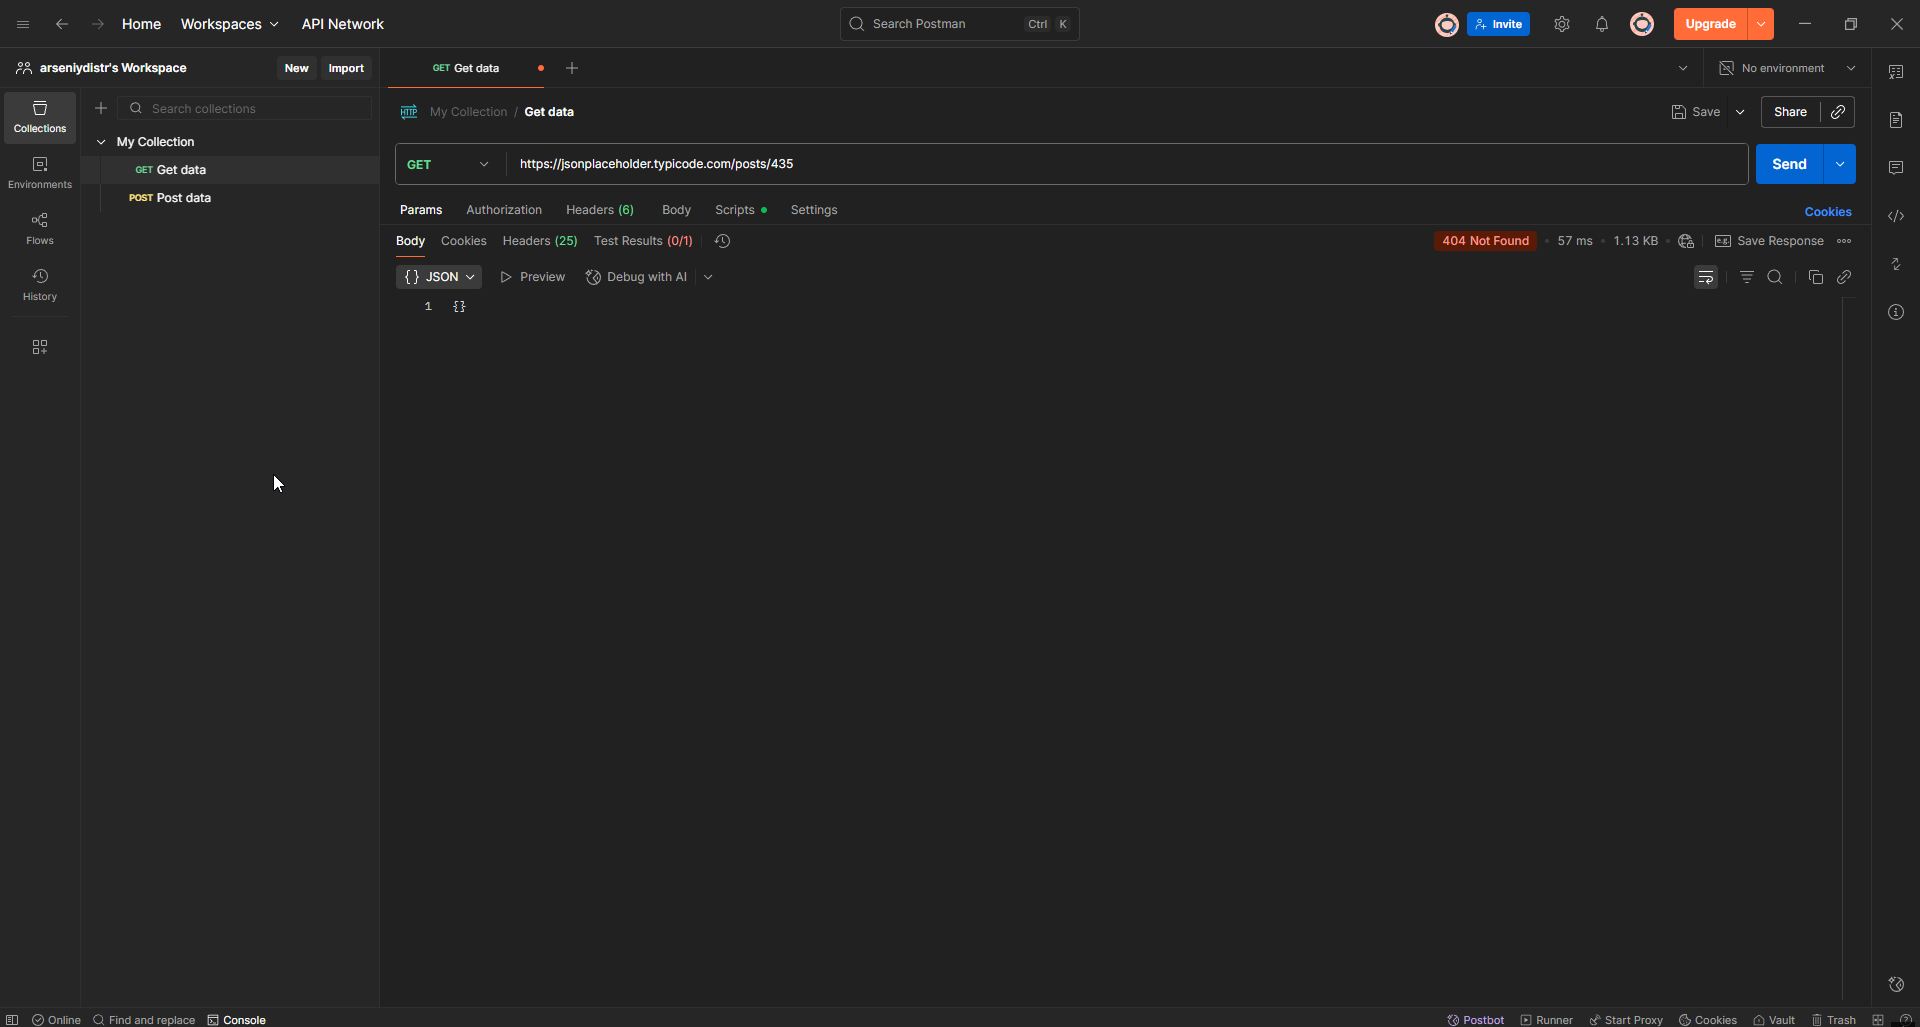 Home Workspaces API Network Search Postman Ctrl K Invite Upgrade
arseniydistr's Workspace New Import GET Get data No environment
Collections
Environments
Flows
History
Search collections
My Collection
GET Get data
POST Post data
HTTP My Collection / Get data Save Share
GET https://jsonplaceholder.typicode.com/posts/435 Send
Params Authorization Headers (6) Body Scripts Settings Cookies
Body Cookies Headers (25) Test Results (0/1) 404 Not Found 57 ms 1.13 KB e.g. Save Response
{} JSON Preview Debug with AI
1 {}
Online Find and replace Console Postbot Runner Start Proxy Cookies Vault Trash